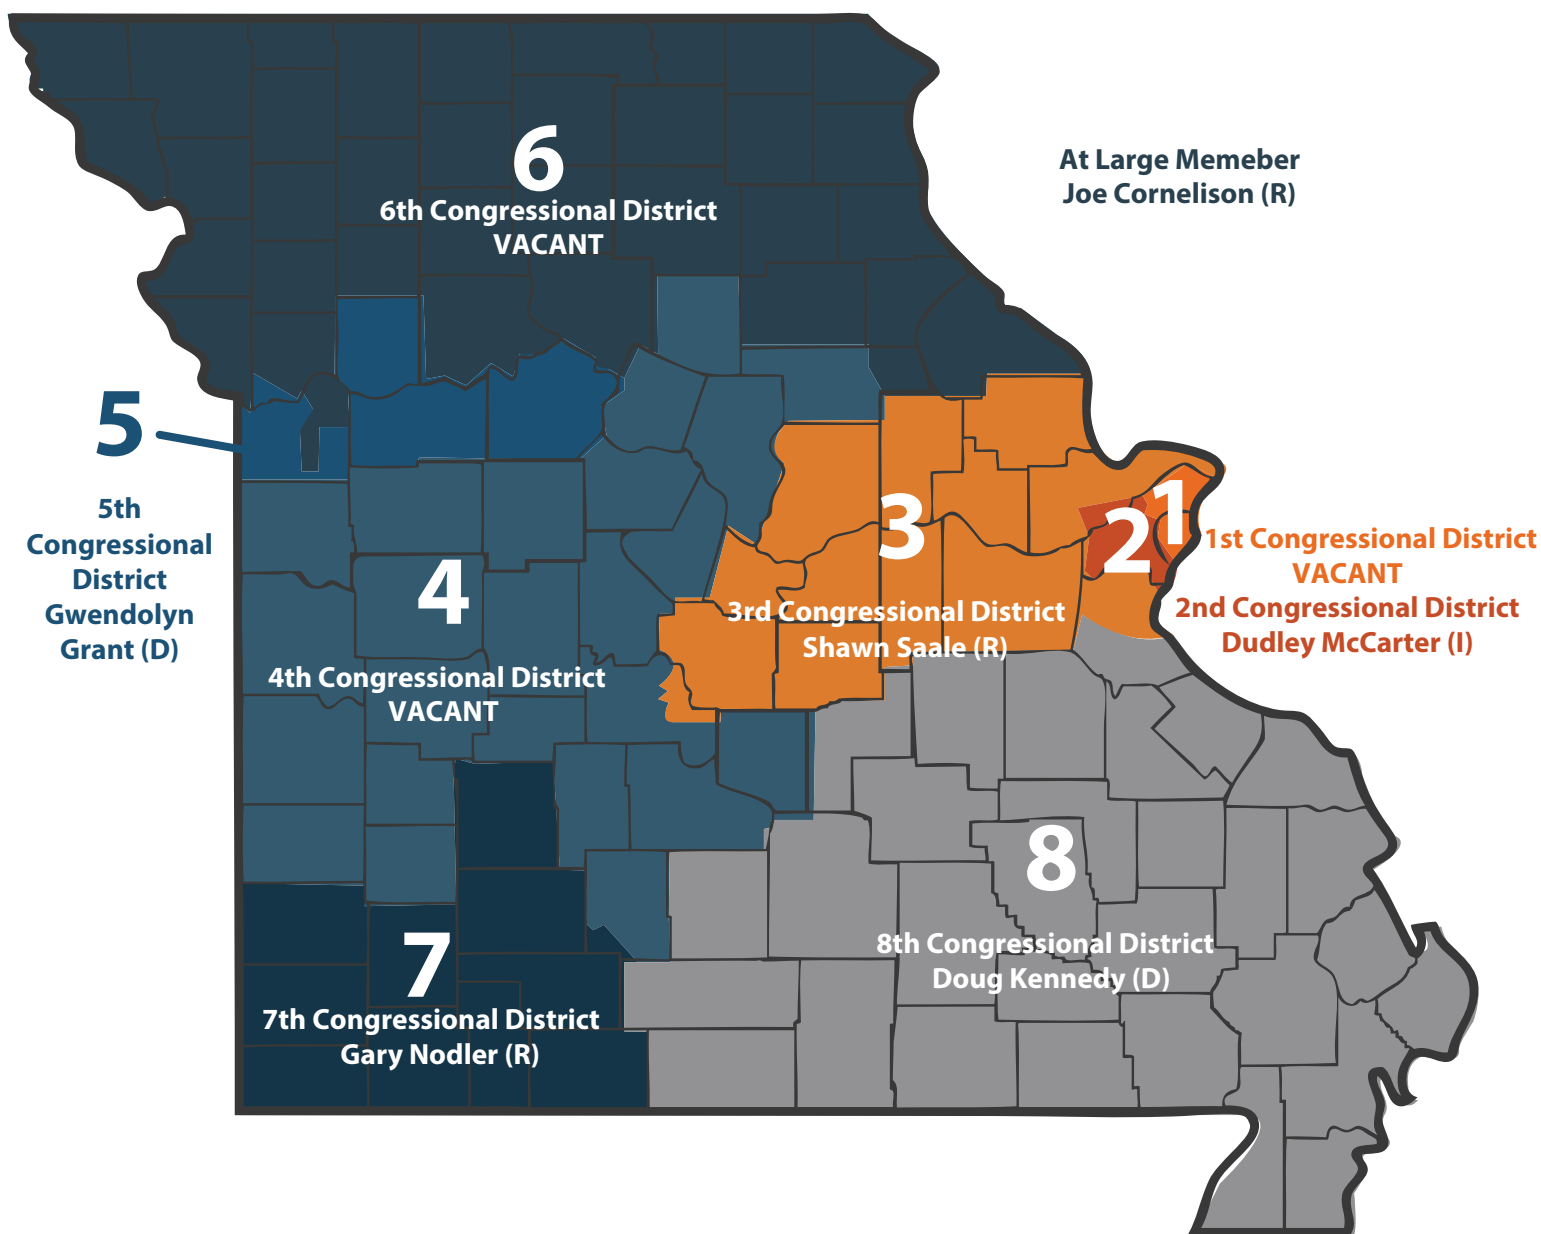 6
6th Congressional District
VACANT
At Large Memeber
Joe Cornelison (R)
5
5th
Congressional
District
Gwendolyn
Grant (D)
4
4th Congressional District
VACANT
3
3rd Congressional District
Shawn Saale (R)
2
1
1st Congressional District
VACANT
2nd Congressional District
Dudley McCarter (I)
7
7th Congressional District
Gary Nodler (R)
8
8th Congressional District
Doug Kennedy (D)